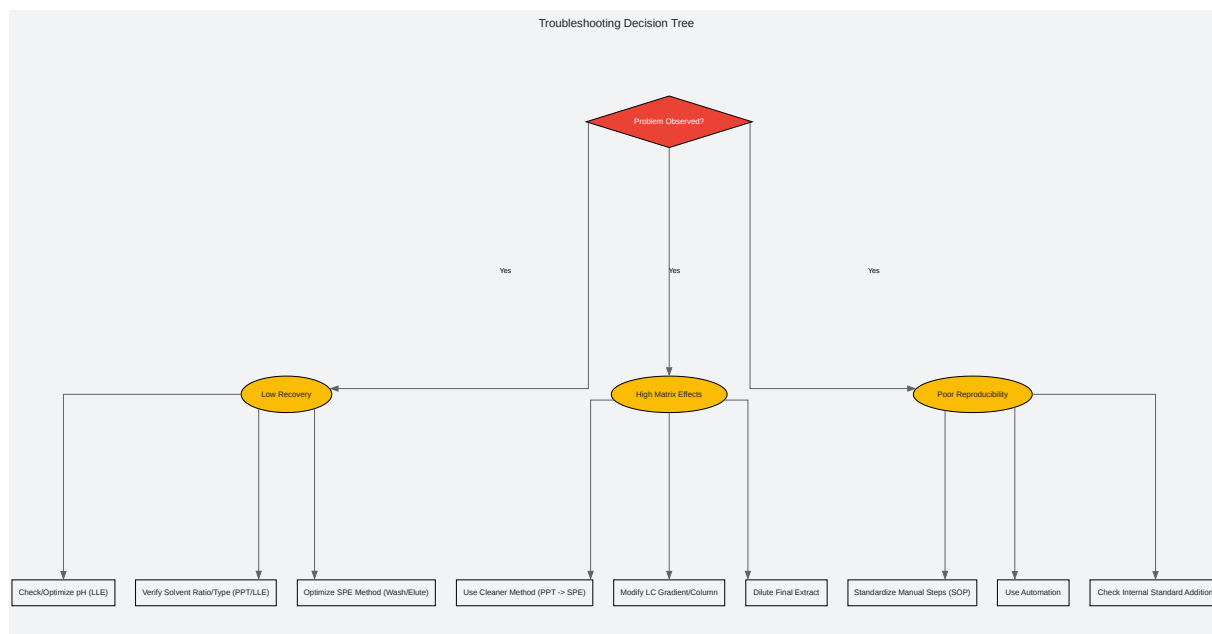 Troubleshooting Decision Tree
Problem Observed?
Yes
Yes
Yes
Low Recovery
High Matrix Effects
Poor Reproducibility
Check/Optimize pH (LLE)
Verify Solvent Ratio/Type (PPT/LLE)
Optimize SPE Method (Wash/Elute)
Use Cleaner Method (PPT -> SPE)
Modify LC Gradient/Column
Dilute Final Extract
Standardize Manual Steps (SOP)
Use Automation
Check Internal Standard Addition